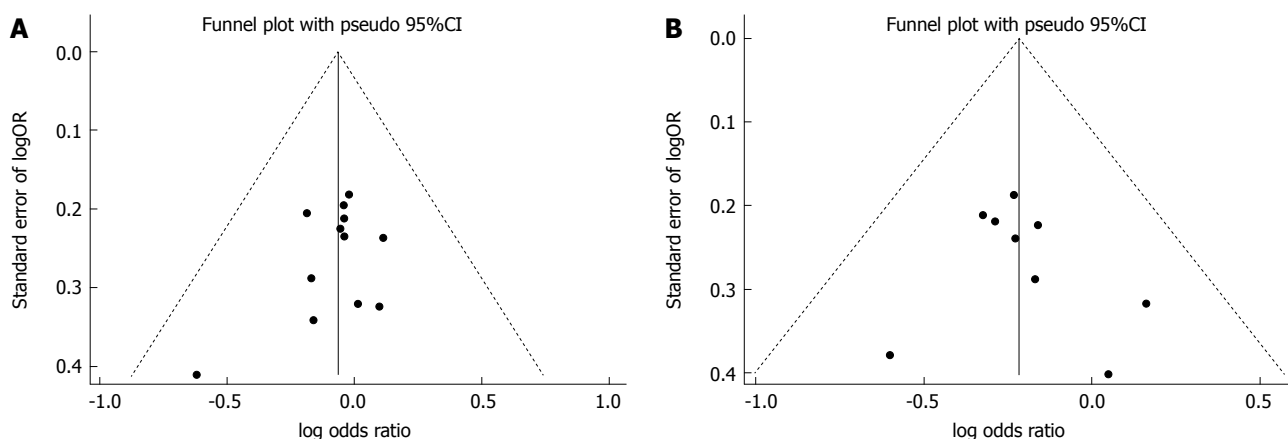 A
Funnel plot with pseudo 95%CI
0.0
0.1
0.2
0.3
0.4
Standard error of logOR
-1.0
-0.5
0.0
0.5
1.0
log odds ratio
B
Funnel plot with pseudo 95%CI
0.0
0.1
0.2
0.3
0.4
Standard error of logOR
-1.0
-0.5
0.0
0.5
log odds ratio